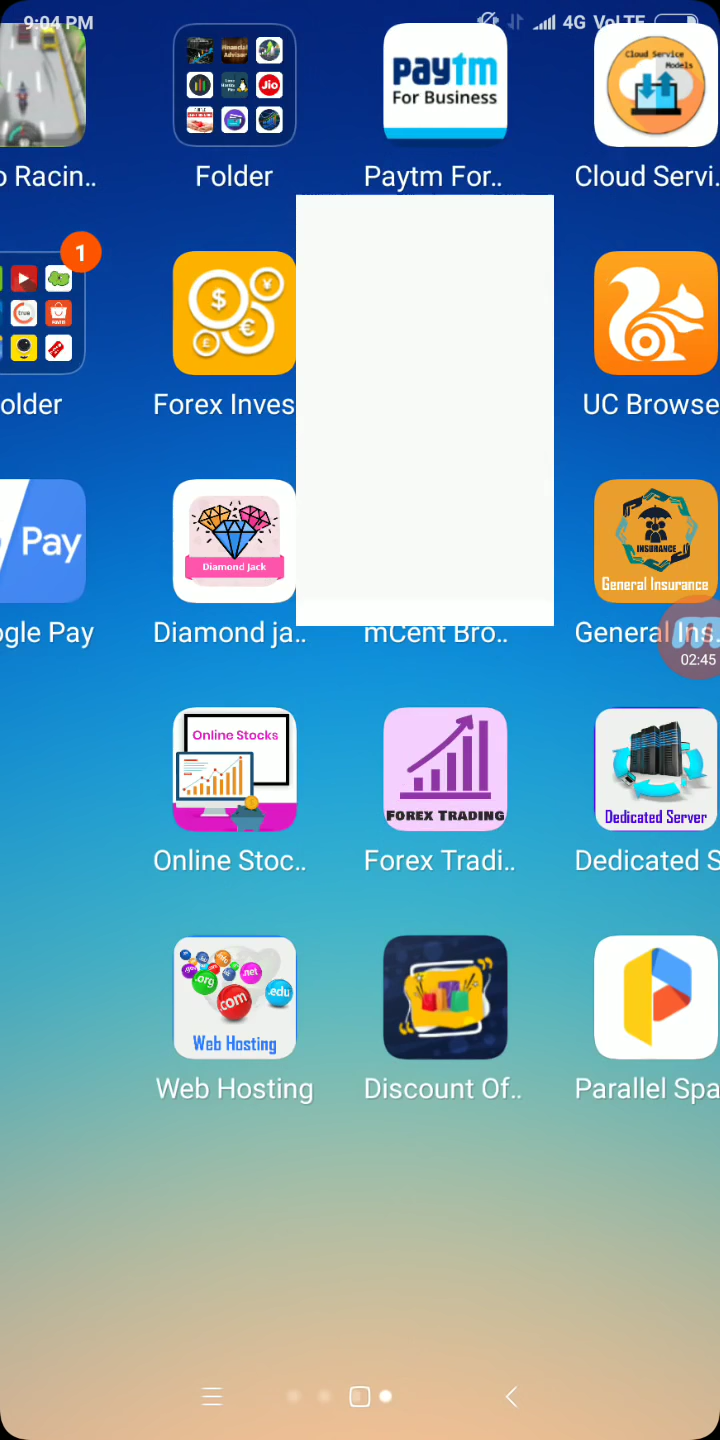 9:04 PM 4G VoLTE
Financial
Advisor
Jio
paytm
For Business
Cloud Service
Models
o Racin..
Folder
Paytm For..
Cloud Servi..
1
true
$ ¥
£ €
older
Forex Inves
UC Browse
Pay
Diamond Jack
INSURANCE
General Insurance
gle Pay
Diamond ja..
mCent Bro..
General Ins..
02:45
Online Stocks
FOREX TRADING
Dedicated Server
Online Stoc..
Forex Tradi..
Dedicated S
.org
.com
.net
.edu
Web Hosting
Web Hosting
Discount Of..
Parallel Spa